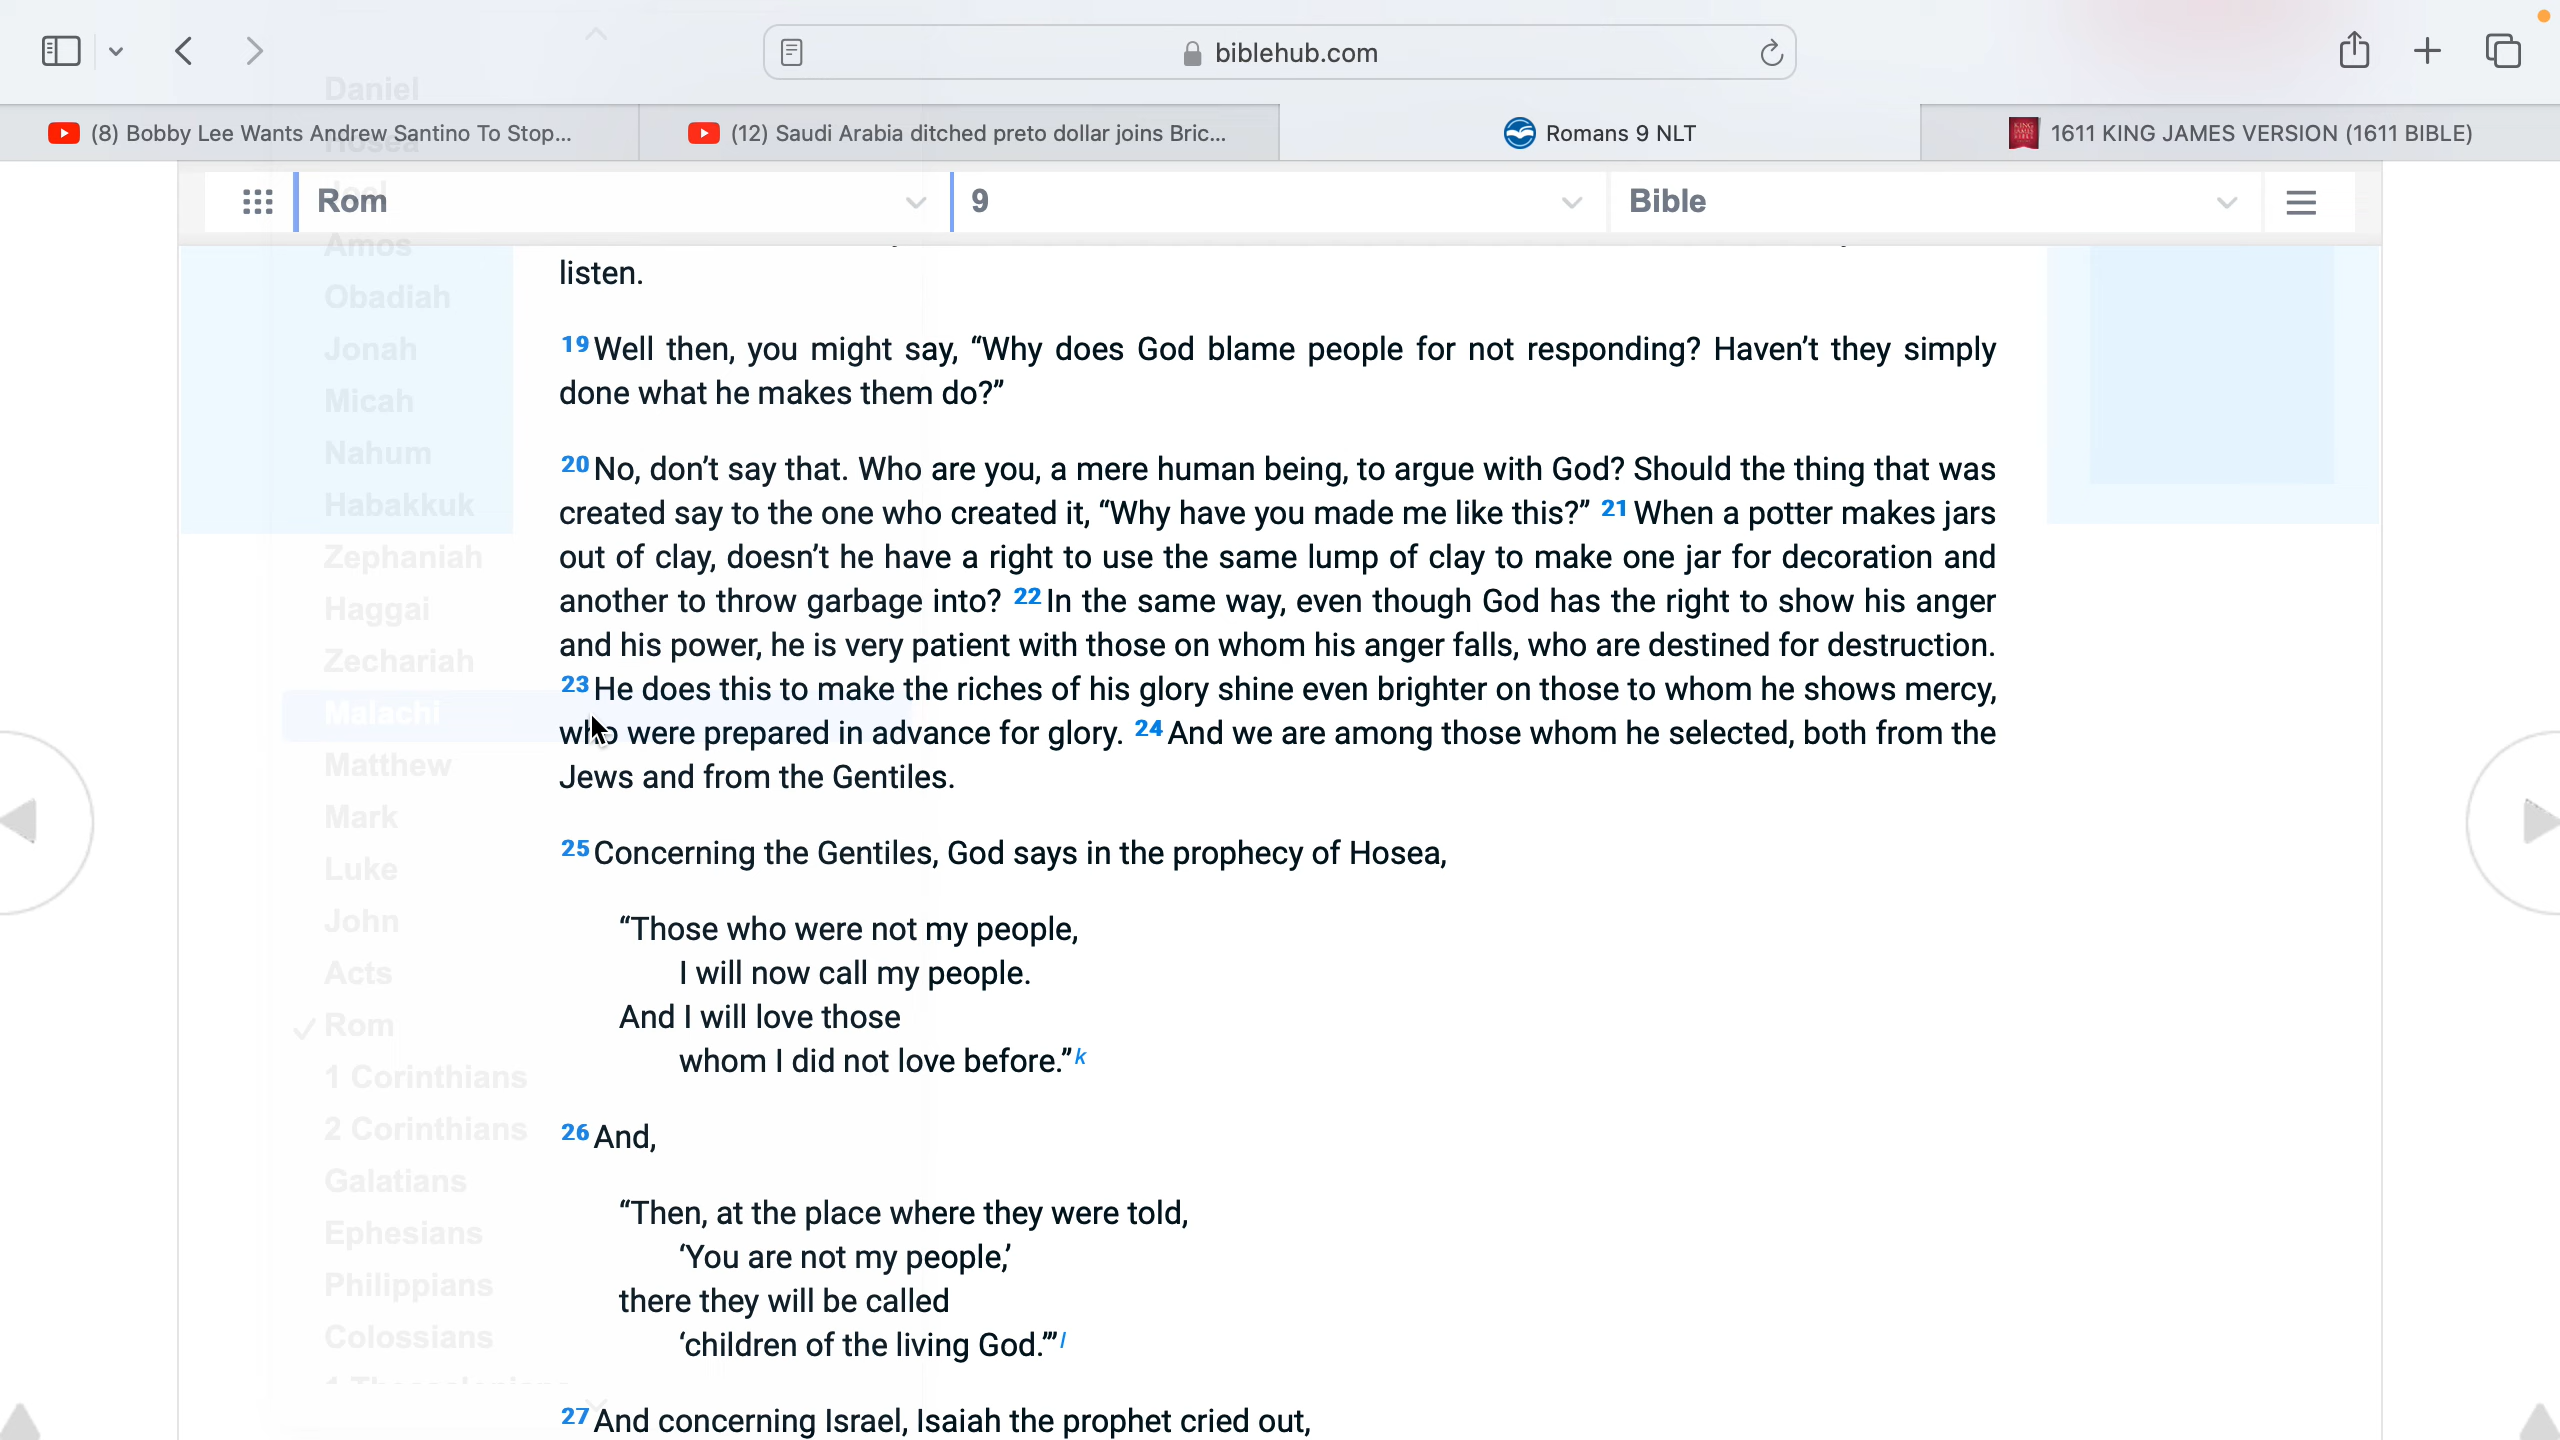 biblehub.com
(8) Bobby Lee Wants Andrew Santino To Stop...
(12) Saudi Arabia ditched preto dollar joins Bric...
Romans 9 NLT
1611 KING JAMES VERSION (1611 BIBLE)
Rom
9
Bible
Daniel
Hosea
Joel
Amos
Obadiah
Jonah
Micah
Nahum
Habakkuk
Zephaniah
Haggai
Zechariah
Malachi
Matthew
Mark
Luke
John
Acts
✓ Rom
1 Corinthians
2 Corinthians
Galatians
Ephesians
Philippians
Colossians
listen.
19 Well then, you might say, “Why does God blame people for not responding? Haven’t they simply
done what he makes them do?”
20 No, don’t say that. Who are you, a mere human being, to argue with God? Should the thing that was
created say to the one who created it, “Why have you made me like this?” 21 When a potter makes jars
out of clay, doesn’t he have a right to use the same lump of clay to make one jar for decoration and
another to throw garbage into? 22 In the same way, even though God has the right to show his anger
and his power, he is very patient with those on whom his anger falls, who are destined for destruction.
23 He does this to make the riches of his glory shine even brighter on those to whom he shows mercy,
who were prepared in advance for glory. 24 And we are among those whom he selected, both from the
Jews and from the Gentiles.
25 Concerning the Gentiles, God says in the prophecy of Hosea,
“Those who were not my people,
I will now call my people.
And I will love those
whom I did not love before.” k
26 And,
“Then, at the place where they were told,
‘You are not my people,’
there they will be called
‘children of the living God.’” l
27 And concerning Israel, Isaiah the prophet cried out,